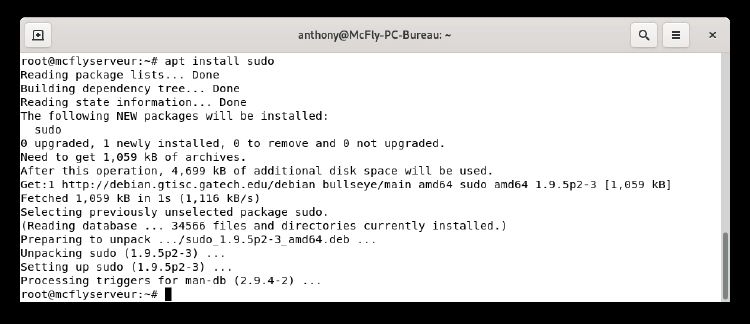 anthony@McFly-PC-Bureau: ~
root@mcflyserveur:~# apt install sudo
Reading package lists... Done
Building dependency tree... Done
Reading state information... Done
The following NEW packages will be installed:
  sudo
0 upgraded, 1 newly installed, 0 to remove and 0 not upgraded.
Need to get 1,059 kB of archives.
After this operation, 4,699 kB of additional disk space will be used.
Get:1 http://debian.gtisc.gatech.edu/debian bullseye/main amd64 sudo amd64 1.9.5p2-3 [1,059 kB]
Fetched 1,059 kB in 1s (1,116 kB/s)
Selecting previously unselected package sudo.
(Reading database ... 34566 files and directories currently installed.)
Preparing to unpack .../sudo_1.9.5p2-3_amd64.deb ...
Unpacking sudo (1.9.5p2-3) ...
Setting up sudo (1.9.5p2-3) ...
Processing triggers for man-db (2.9.4-2) ...
root@mcflyserveur:~#